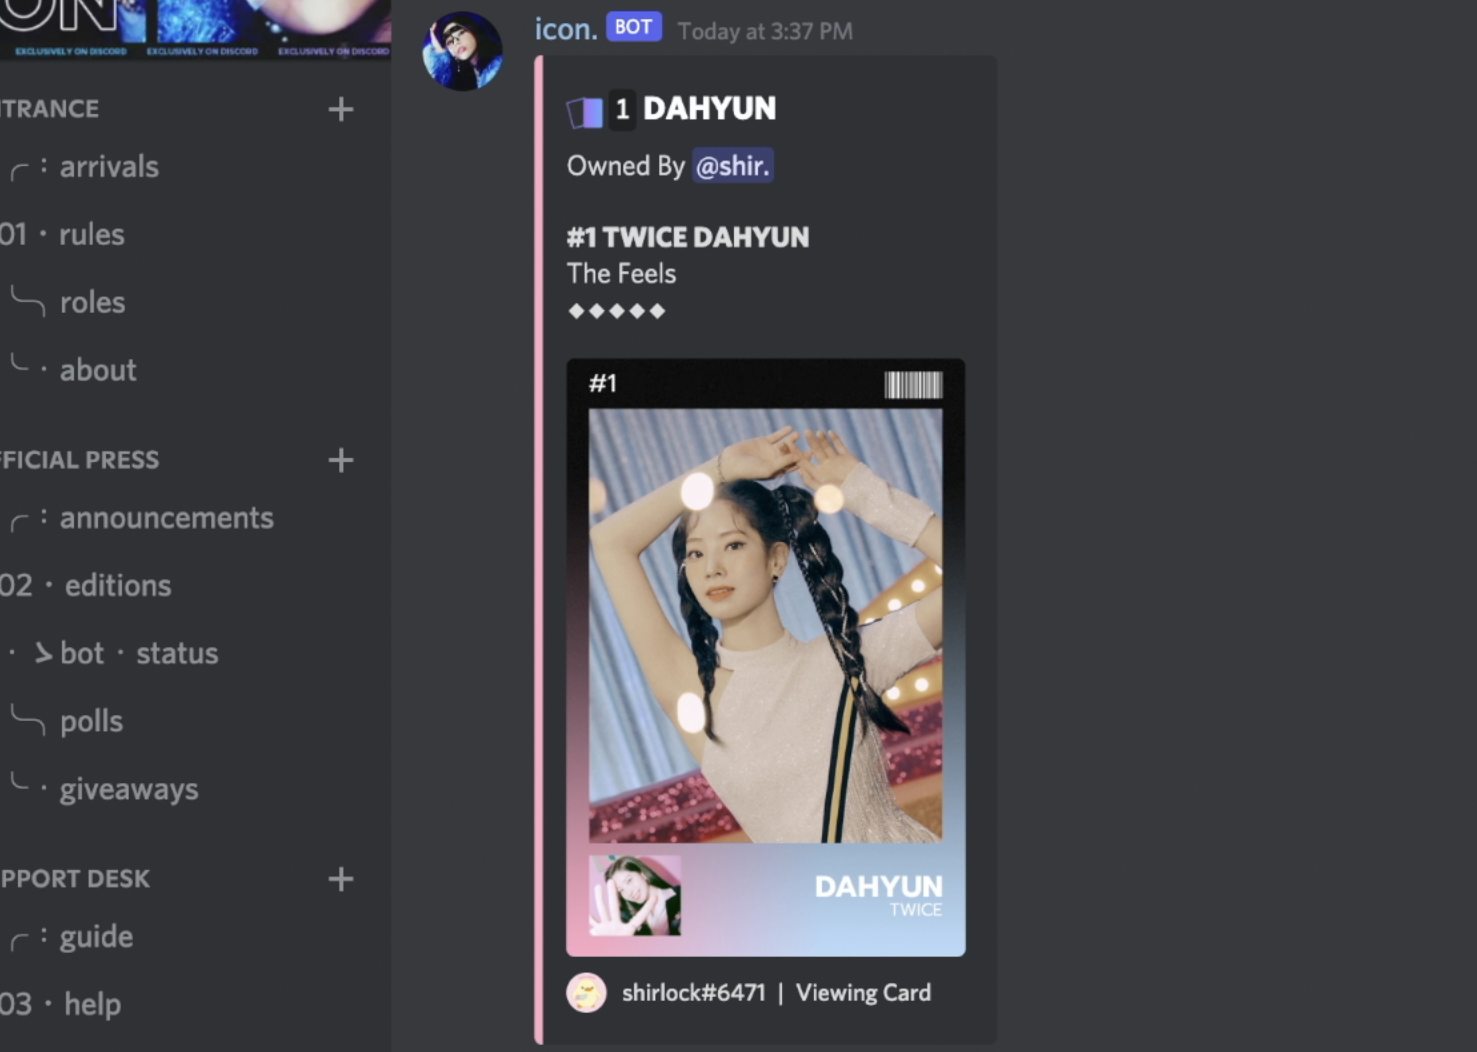 ON
EXCLUSIVELY ON DISCORD EXCLUSIVELY ON DISCORD EXCLUSIVELY ON DISCORD
TRANCE +
: arrivals
01 · rules
roles
· about
FICIAL PRESS +
: announcements
02 · editions
· > bot · status
polls
· giveaways
PPORT DESK +
: guide
03 · help
icon. BOT Today at 3:37 PM
1 DAHYUN
Owned By @shir.
#1 TWICE DAHYUN
The Feels
◆◆◆◆◆
#1
DAHYUN
TWICE
shirlock#6471 | Viewing Card